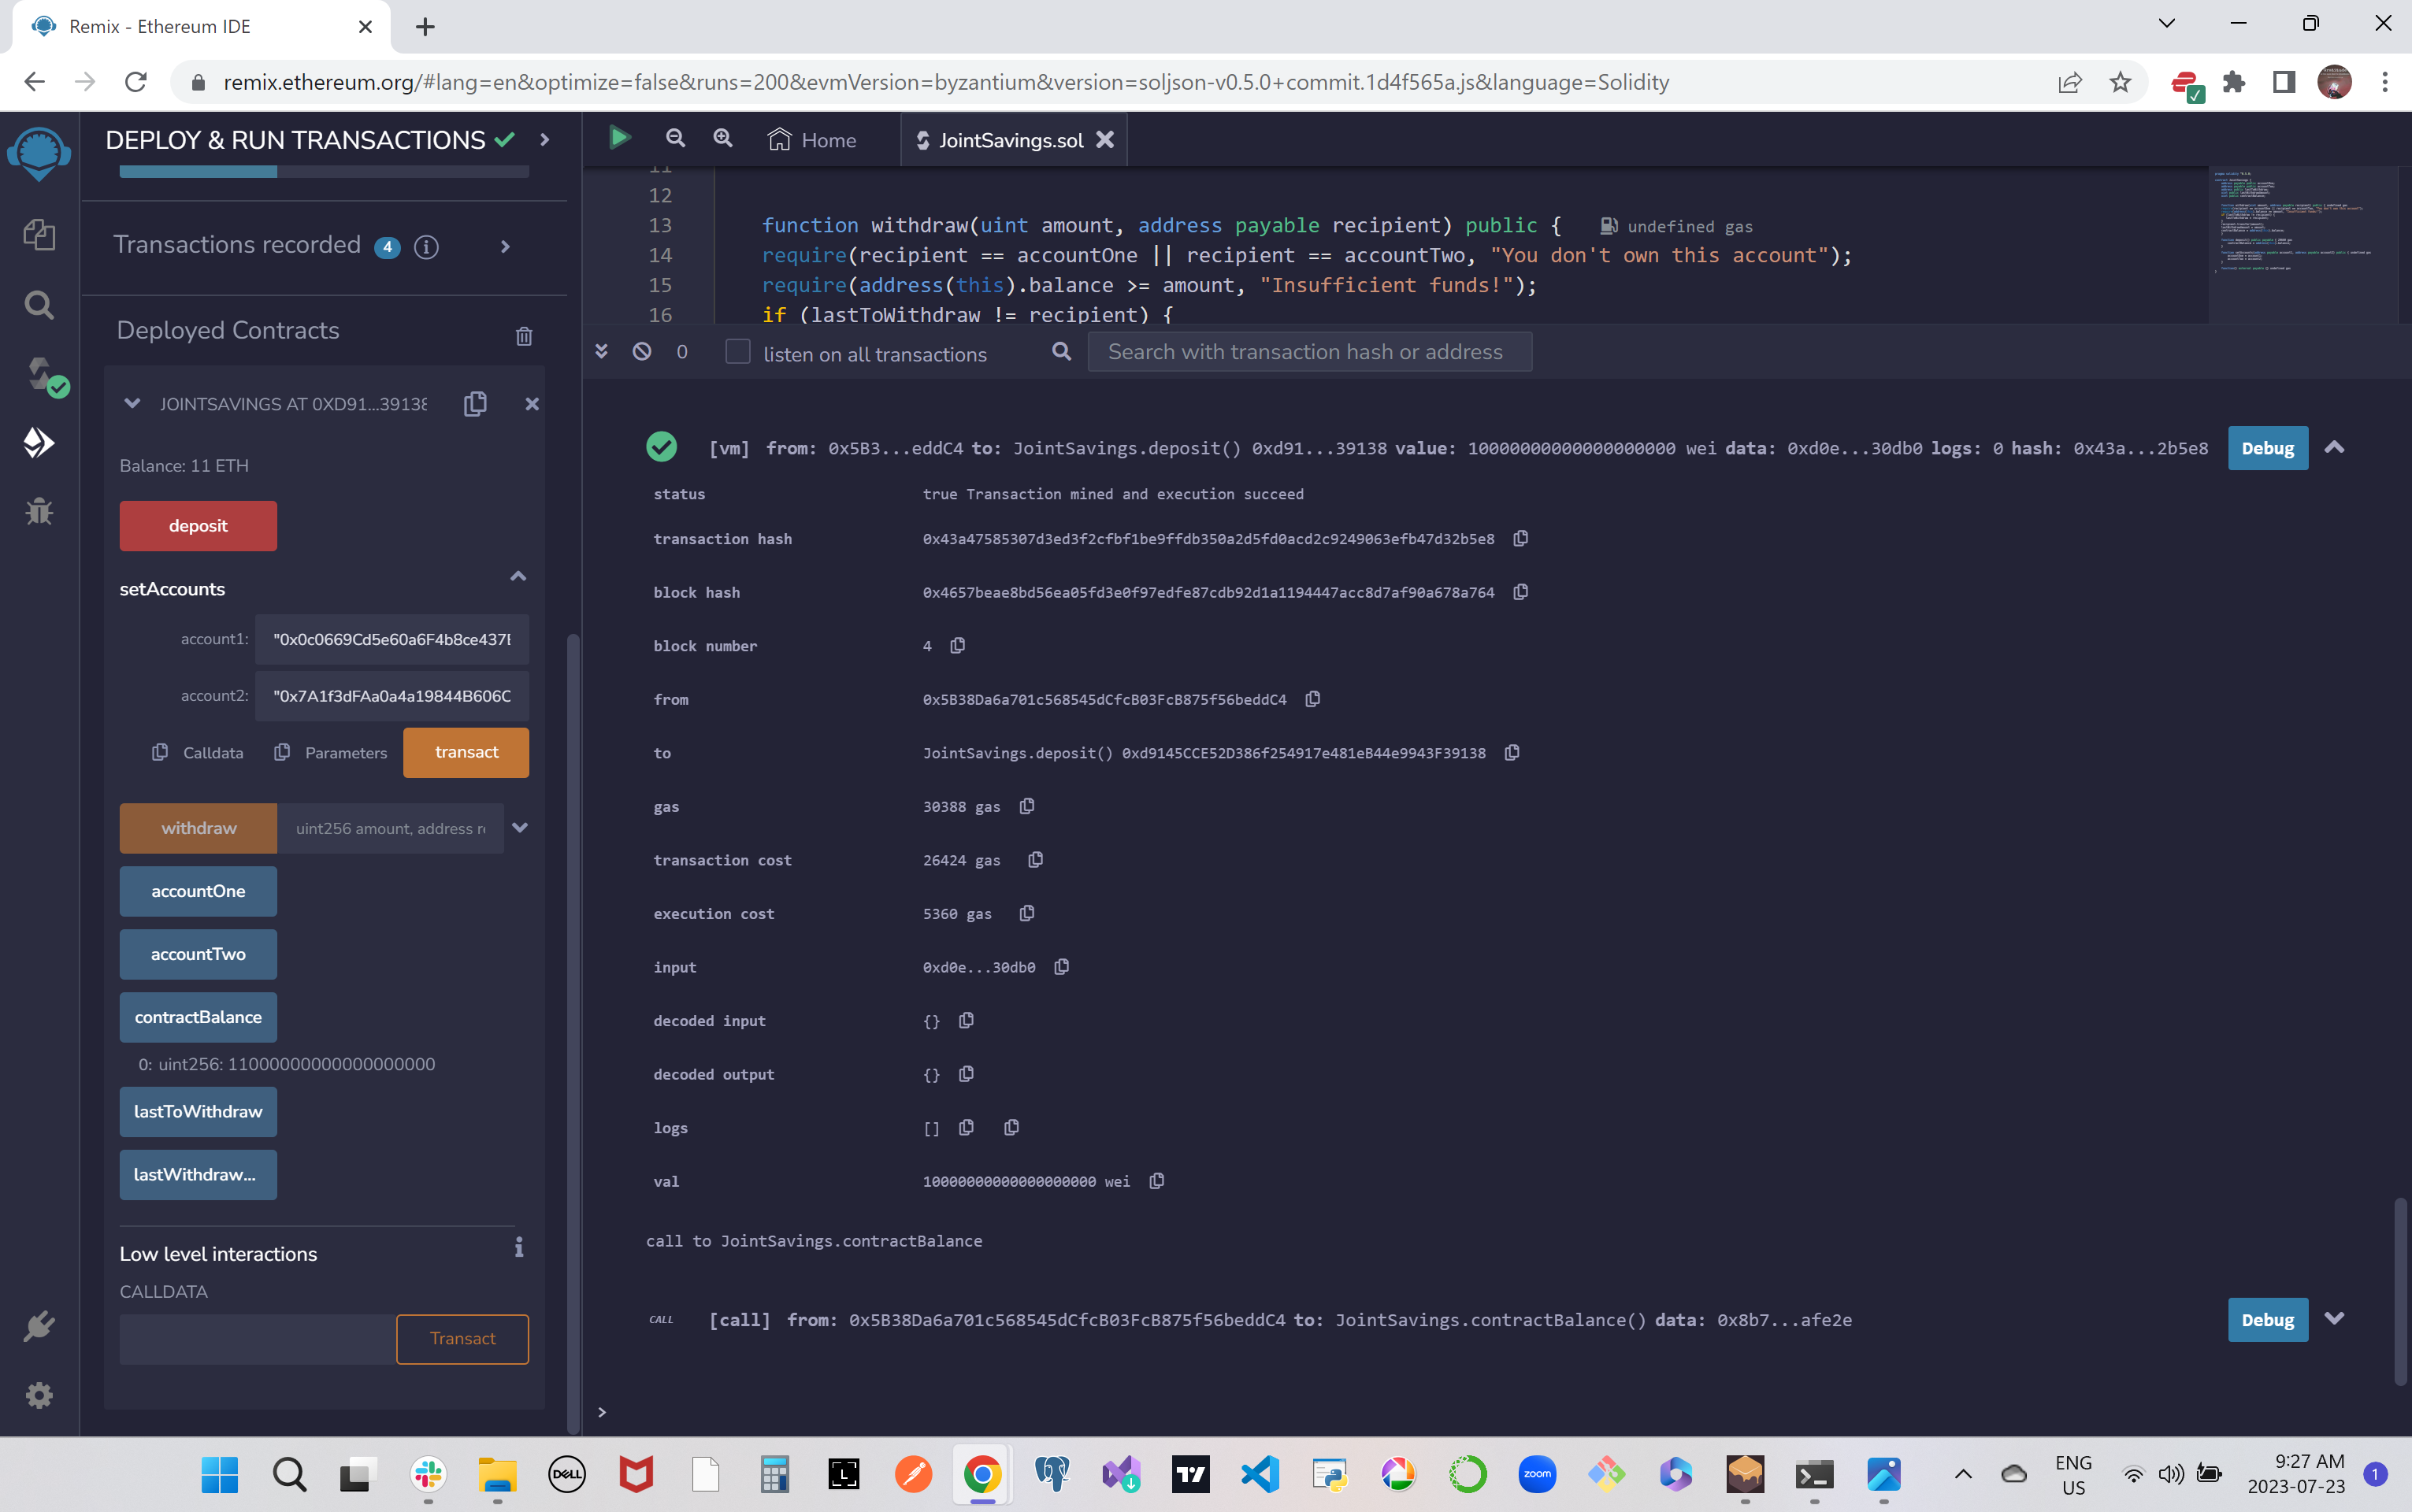 Remix - Ethereum IDE
remix.ethereum.org/#lang=en&optimize=false&runs=200&evmVersion=byzantium&version=soljson-v0.5.0+commit.1d4f565a.js&language=Solidity
DEPLOY & RUN TRANSACTIONS
Transactions recorded 4
Deployed Contracts
JOINTSAVINGS AT 0XD91...39138
Balance: 11 ETH
deposit
setAccounts
account1: "0x0c0669Cd5e60a6F4b8ce437E
account2: "0x7A1f3dFAa0a4a19844B606C
Calldata Parameters transact
withdraw uint256 amount, address re
accountOne
accountTwo
contractBalance
0: uint256: 11000000000000000000
lastToWithdraw
lastWithdraw...
Low level interactions
CALLDATA
Transact
Home JointSavings.sol
11
12
13 function withdraw(uint amount, address payable recipient) public { undefined gas
14 require(recipient == accountOne || recipient == accountTwo, "You don't own this account");
15 require(address(this).balance >= amount, "Insufficient funds!");
16 if (lastToWithdraw != recipient) {
0 listen on all transactions Search with transaction hash or address
[vm] from: 0x5B3...eddC4 to: JointSavings.deposit() 0xd91...39138 value: 10000000000000000000 wei data: 0xd0e...30db0 logs: 0 hash: 0x43a...2b5e8 Debug
status true Transaction mined and execution succeed
transaction hash 0x43a47585307d3ed3f2cfbf1be9ffdb350a2d5fd0acd2c9249063efb47d32b5e8
block hash 0x4657beae8bd56ea05fd3e0f97edfe87cdb92d1a1194447acc8d7af90a678a764
block number 4
from 0x5B38Da6a701c568545dCfcB03FcB875f56beddC4
to JointSavings.deposit() 0xd9145CCE52D386f254917e481eB44e9943F39138
gas 30388 gas
transaction cost 26424 gas
execution cost 5360 gas
input 0xd0e...30db0
decoded input {}
decoded output {}
logs []
val 10000000000000000000 wei
call to JointSavings.contractBalance
CALL [call] from: 0x5B38Da6a701c568545dCfcB03FcB875f56beddC4 to: JointSavings.contractBalance() data: 0x8b7...afe2e Debug
>
DELL
L
zoom
ENG
US
9:27 AM
2023-07-23
1